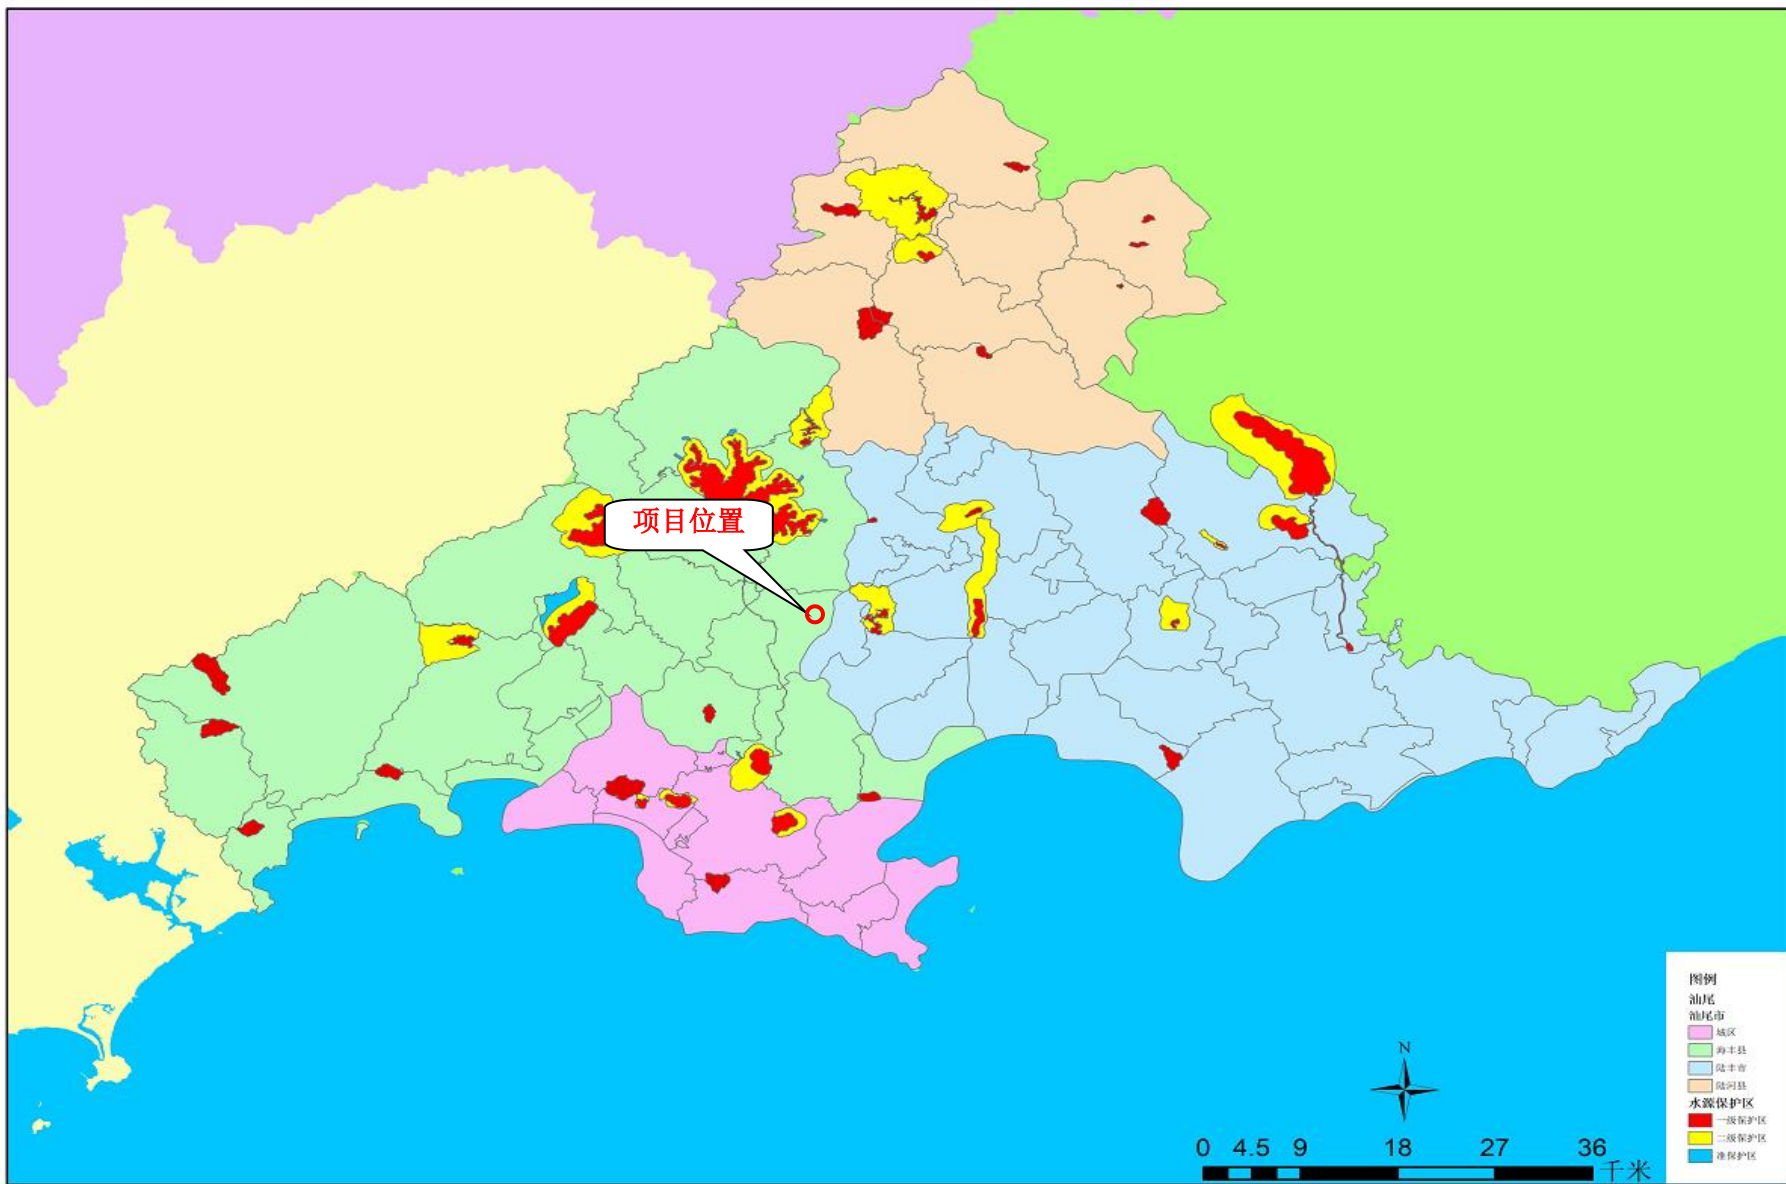 项目位置
图例
汕尾
汕尾市
城区
海丰县
陆丰市
陆河县
水源保护区
一级保护区
二级保护区
准保护区
N
0 4.5 9 18 27 36
千米